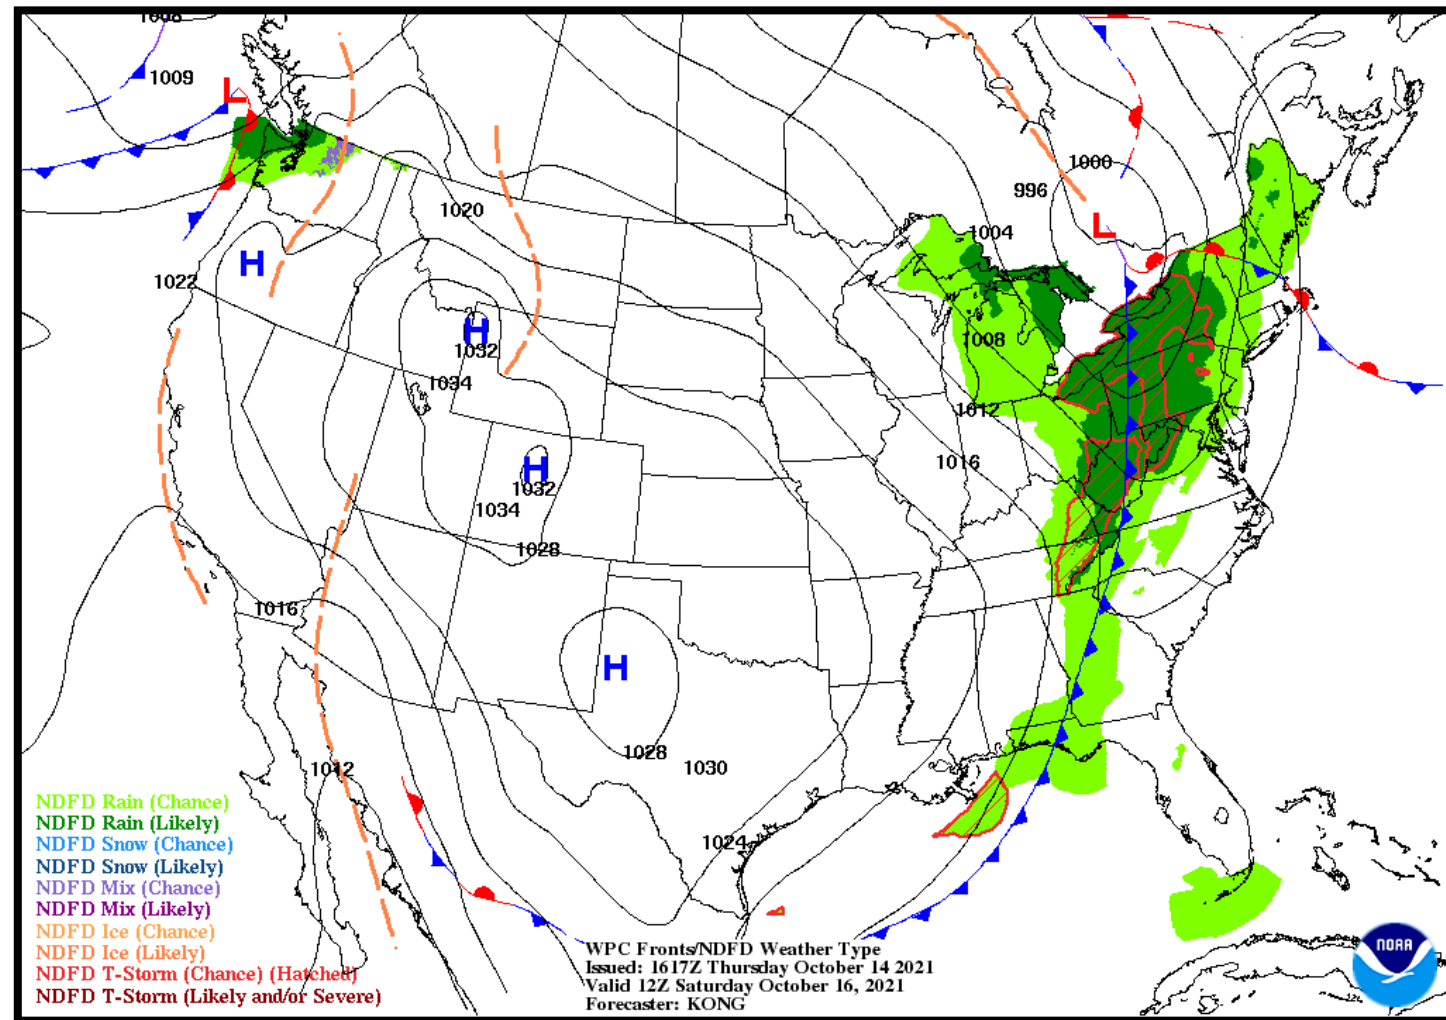 1008
1009
L
1000
996
L
1020
1004
H
1022
H
1032
1008
1034
1012
1016
H
1032
1034
1028
1016
H
1028
1030
1012
1024
NDFD Rain (Chance)
NDFD Rain (Likely)
NDFD Snow (Chance)
NDFD Snow (Likely)
NDFD Mix (Chance)
NDFD Mix (Likely)
NDFD Ice (Chance)
NDFD Ice (Likely)
NDFD T-Storm (Chance) (Hatched)
NDFD T-Storm (Likely and/or Severe)
WPC Fronts/NDFD Weather Type
Issued: 1617Z Thursday October 14 2021
Valid 12Z Saturday October 16, 2021
Forecaster: KONG
NOAA